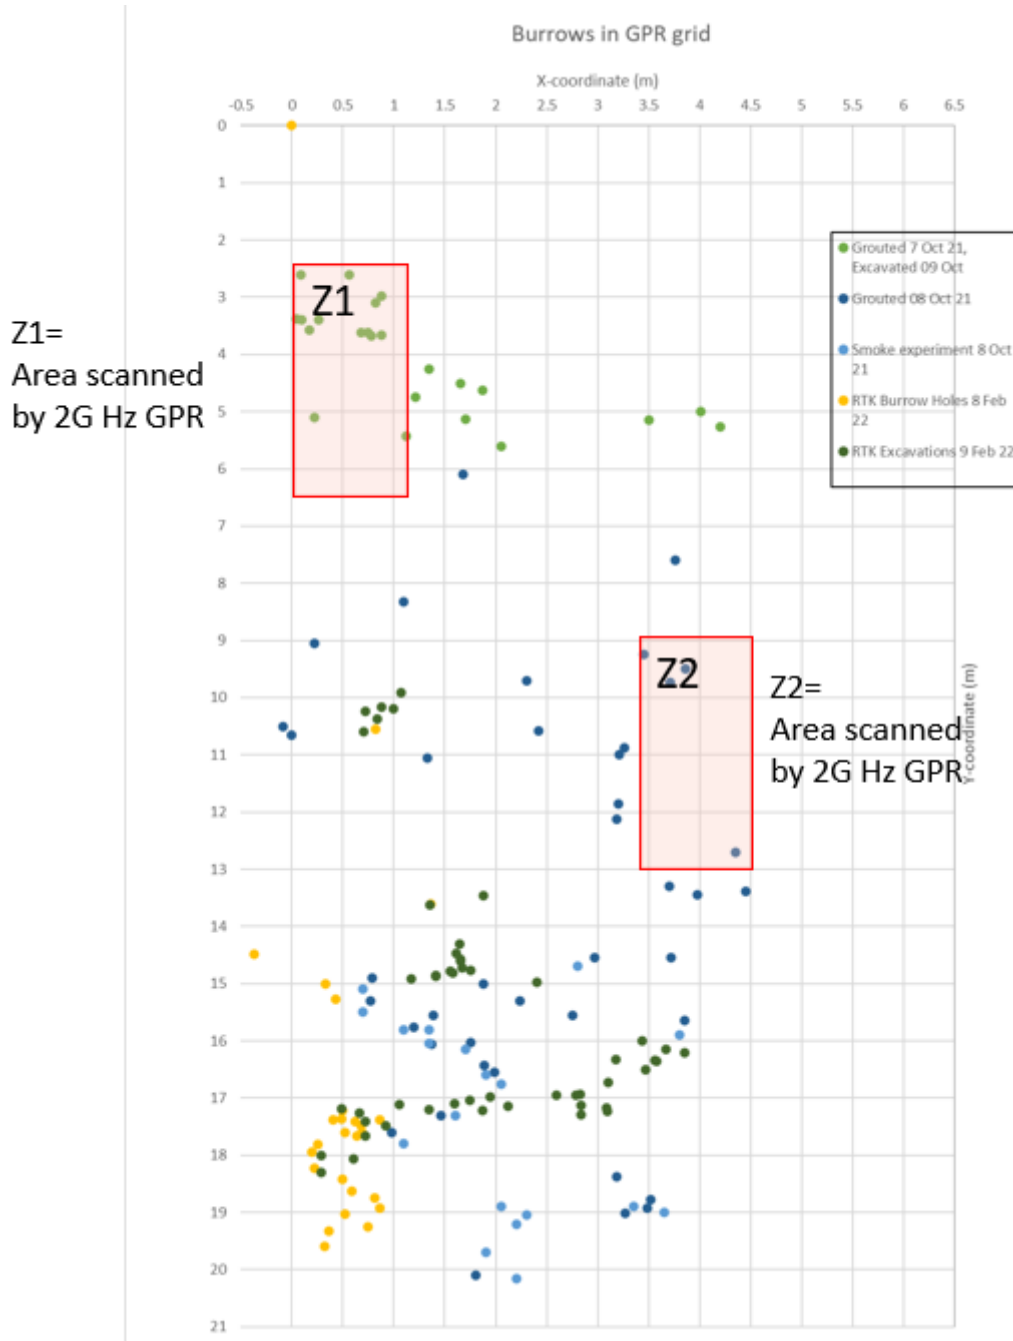 Burrows in GPR grid
X-coordinate (m)
-0.5 0 0.5 1 1.5 2 2.5 3 3.5 4 4.5 5 5.5 6 6.5
0
1
2
Grouted 7 Oct 21,
Excavated 09 Oct
Grouted 08 Oct 21
Smoke experiment 8 Oct
21
RTK Burrow Holes 8 Feb
22
RTK Excavations 9 Feb 22
3
Z1
Z1=
Area scanned
by 2G Hz GPR
4
5
6
7
8
9
Z2
Z2=
Area scanned
by 2G Hz GPR
Y-coordinate (m)
10
11
12
13
14
15
16
17
18
19
20
21